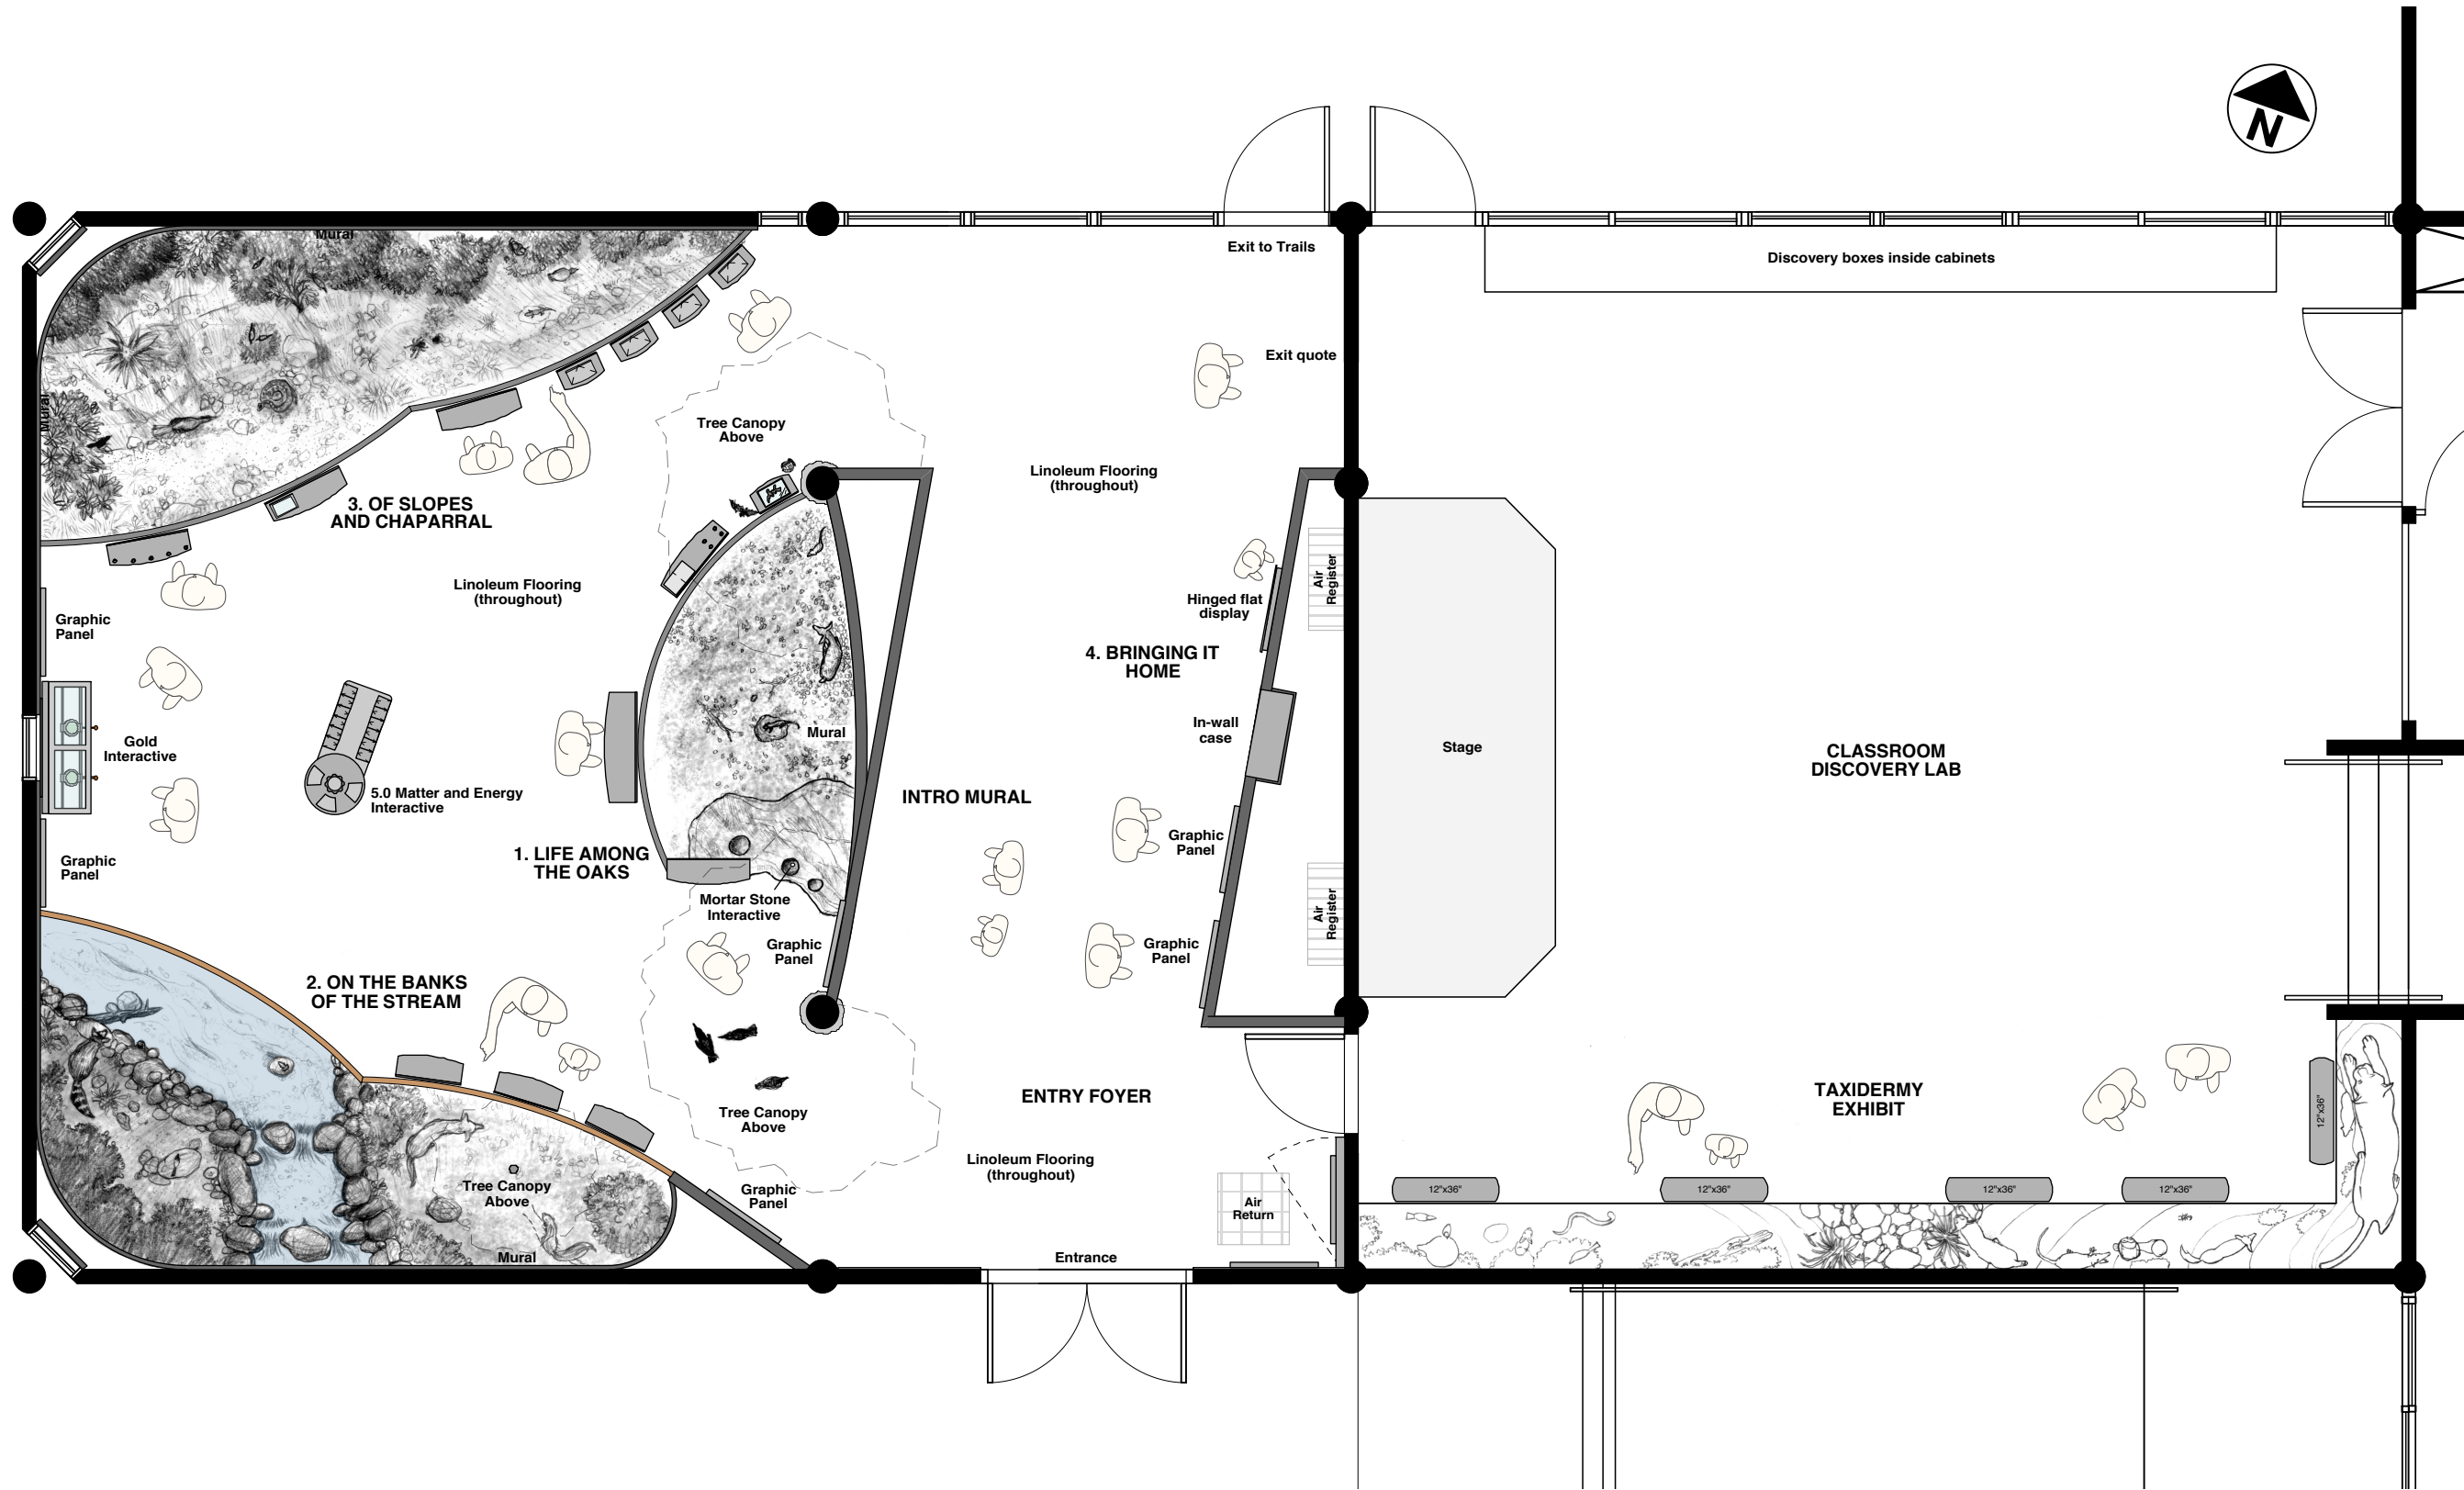 N
Mural
Exit to Trails
Discovery boxes inside cabinets
Exit quote
Mural
Tree Canopy
Above
Linoleum Flooring
(throughout)
3. OF SLOPES
AND CHAPARRAL
Linoleum Flooring
(throughout)
Air
Register
Hinged flat
display
Graphic
Panel
4. BRINGING IT
HOME
In-wall
case
Mural
Stage
Gold
Interactive
CLASSROOM
DISCOVERY LAB
5.0 Matter and Energy
Interactive
INTRO MURAL
Graphic
Panel
1. LIFE AMONG
THE OAKS
Graphic
Panel
Mortar Stone
Interactive
Air
Register
Graphic
Panel
Graphic
Panel
2. ON THE BANKS
OF THE STREAM
ENTRY FOYER
TAXIDERMY
EXHIBIT
12"x36"
Tree Canopy
Above
Linoleum Flooring
(throughout)
Tree Canopy
Above
Graphic
Panel
Air
Return
12"x36"
12"x36"
12"x36"
12"x36"
Mural
Entrance